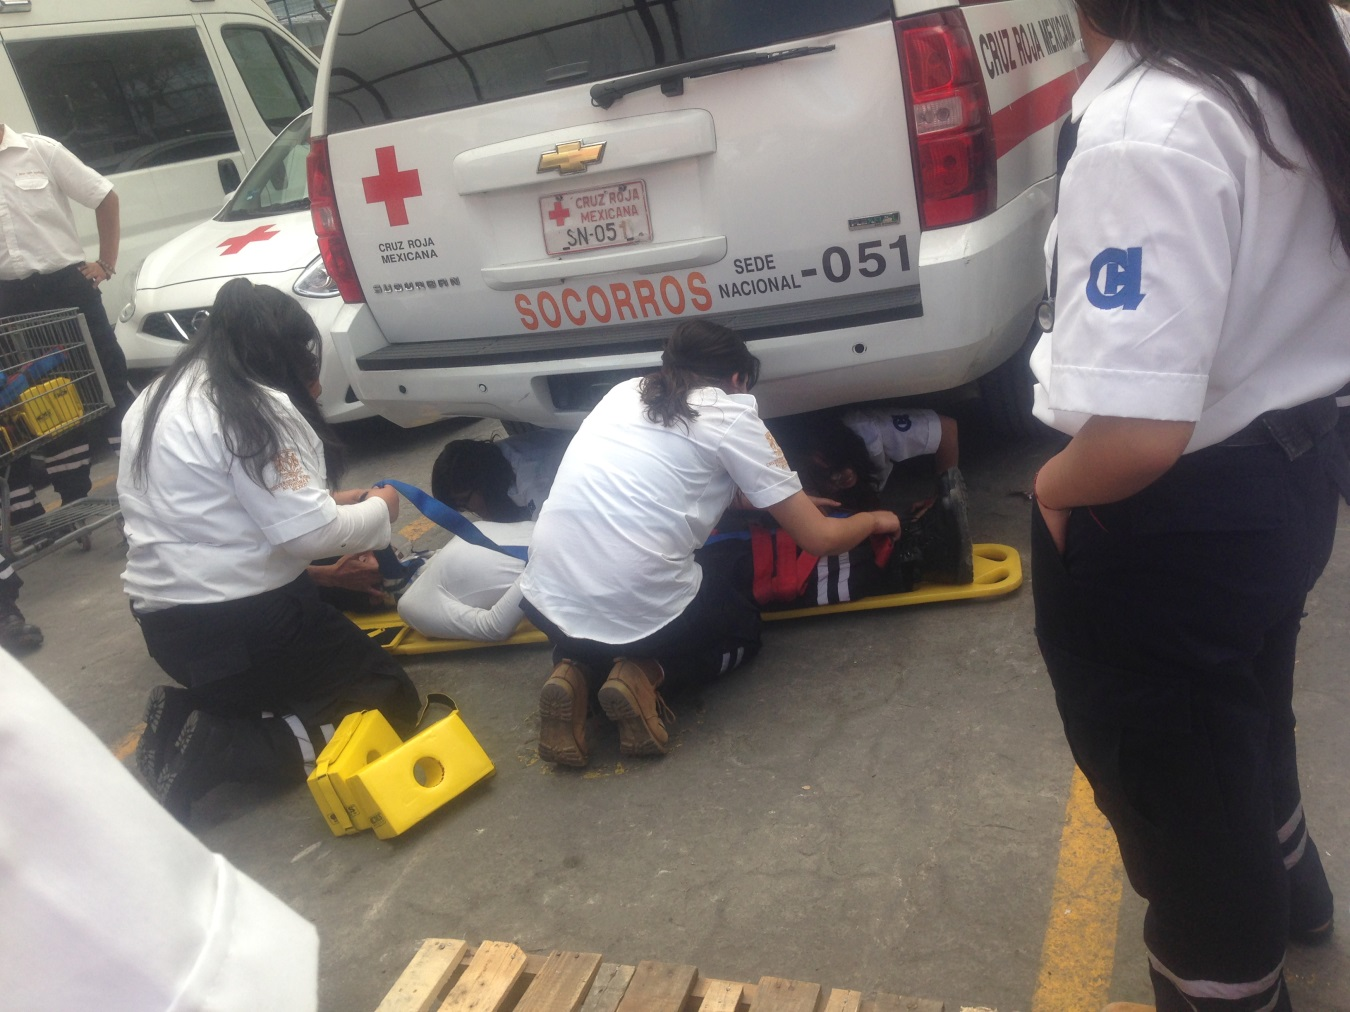 CRUZ ROJA MEXICANA
CRUZ ROJA
MEXICANA
SN-051
CRUZ ROJA
MEXICANA
SUBURBAN
SOCORROS
SEDE
NACIONAL
-051